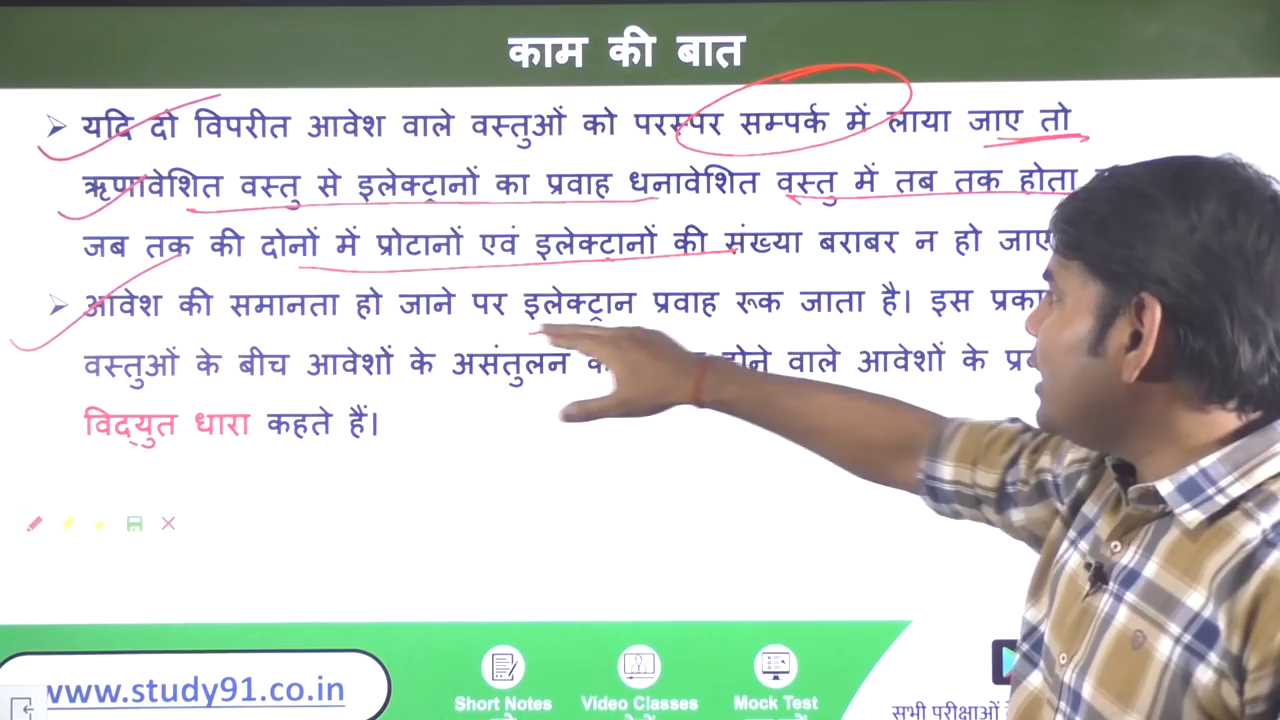 काम की बात
➢ यदि दो विपरीत आवेश वाले वस्तुओं को परस्पर सम्पर्क में लाया जाए तो
ऋणावेशित वस्तु से इलेक्ट्रानों का प्रवाह धनावेशित वस्तु में तब तक होता
जब तक की दोनों में प्रोटानों एवं इलेक्ट्रानों की संख्या बराबर न हो जाए
➢ आवेश की समानता हो जाने पर इलेक्ट्रान प्रवाह रूक जाता है। इस
वस्तुओं के बीच आवेशों के असंतुलन होने वाले आवेशों के
विद्युत धारा कहते हैं।
www.study91.co.in
Short Notes
Video Classes
Mock Test
सभी परीक्षाओं